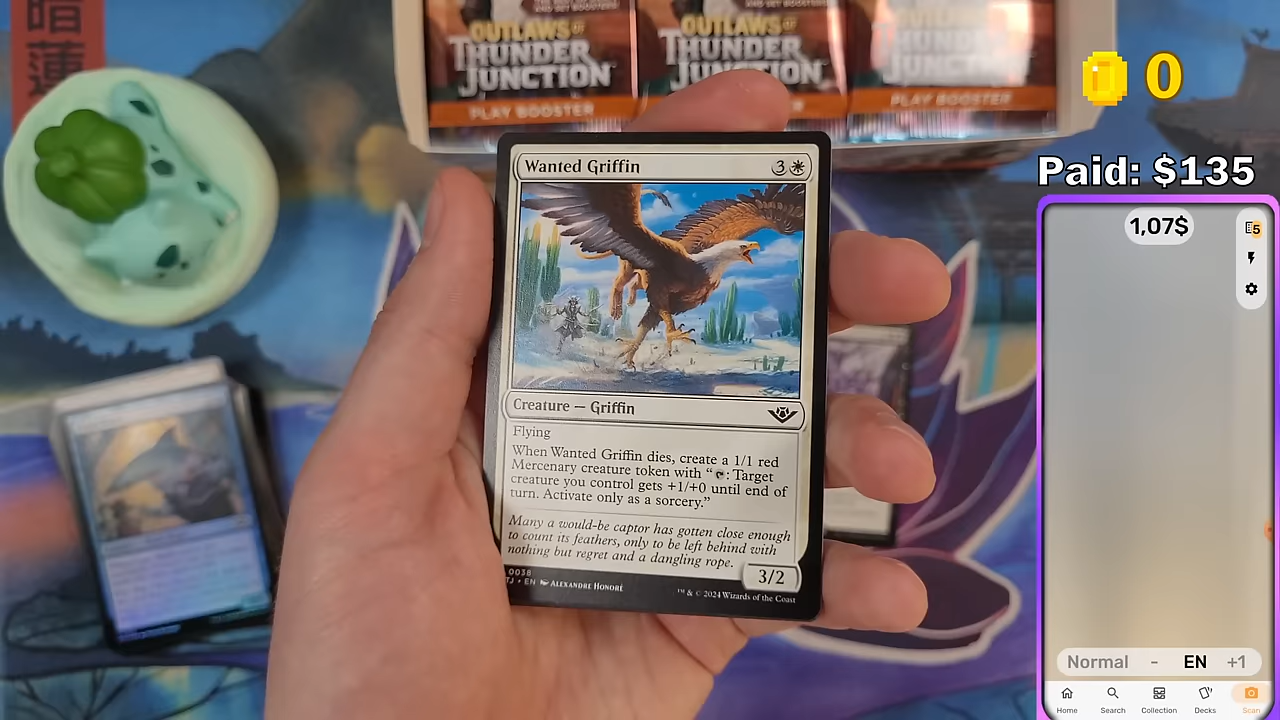 暗
蓮
OUTLAWS OF
THUNDER
JUNCTION
PLAY BOOSTER
OUTLAWS OF
THUNDER
JUNCTION
THUNDER
JUNCTION
PLAY BOOSTER
0
Paid: $135
1,07$
5
Wanted Griffin 3
Creature — Griffin
Flying
When Wanted Griffin dies, create a 1/1 red
Mercenary creature token with “: Target
creature you control gets +1/+0 until end of
turn. Activate only as a sorcery.”
Many a would-be captor has gotten close enough
to count its feathers, only to be left behind with
nothing but regret and a dangling rope.
3/2
0038
TJ • EN ALEXANDRE HONORÉ
™ & © 2024 Wizards of the Coast
Normal - EN +1
Home Search Collection Decks Scan